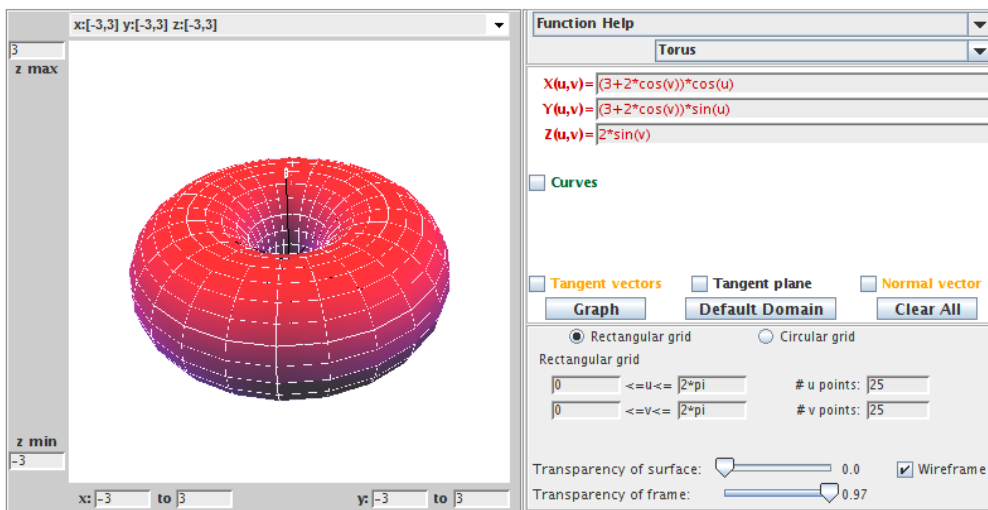 x:[-3,3] y:[-3,3] z:[-3,3]
3
z max
z min
-3
x: -3 to 3 y: -3 to 3
Function Help
Torus
X(u,v)= (3+2*cos(v))*cos(u)
Y(u,v)= (3+2*cos(v))*sin(u)
Z(u,v)= 2*sin(v)
Curves
Tangent vectors Tangent plane Normal vector
Graph Default Domain Clear All
Rectangular grid Circular grid
Rectangular grid
0 <=u<= 2*pi # u points: 25
0 <=v<= 2*pi # v points: 25
Transparency of surface: 0.0 Wireframe
Transparency of frame: 0.97